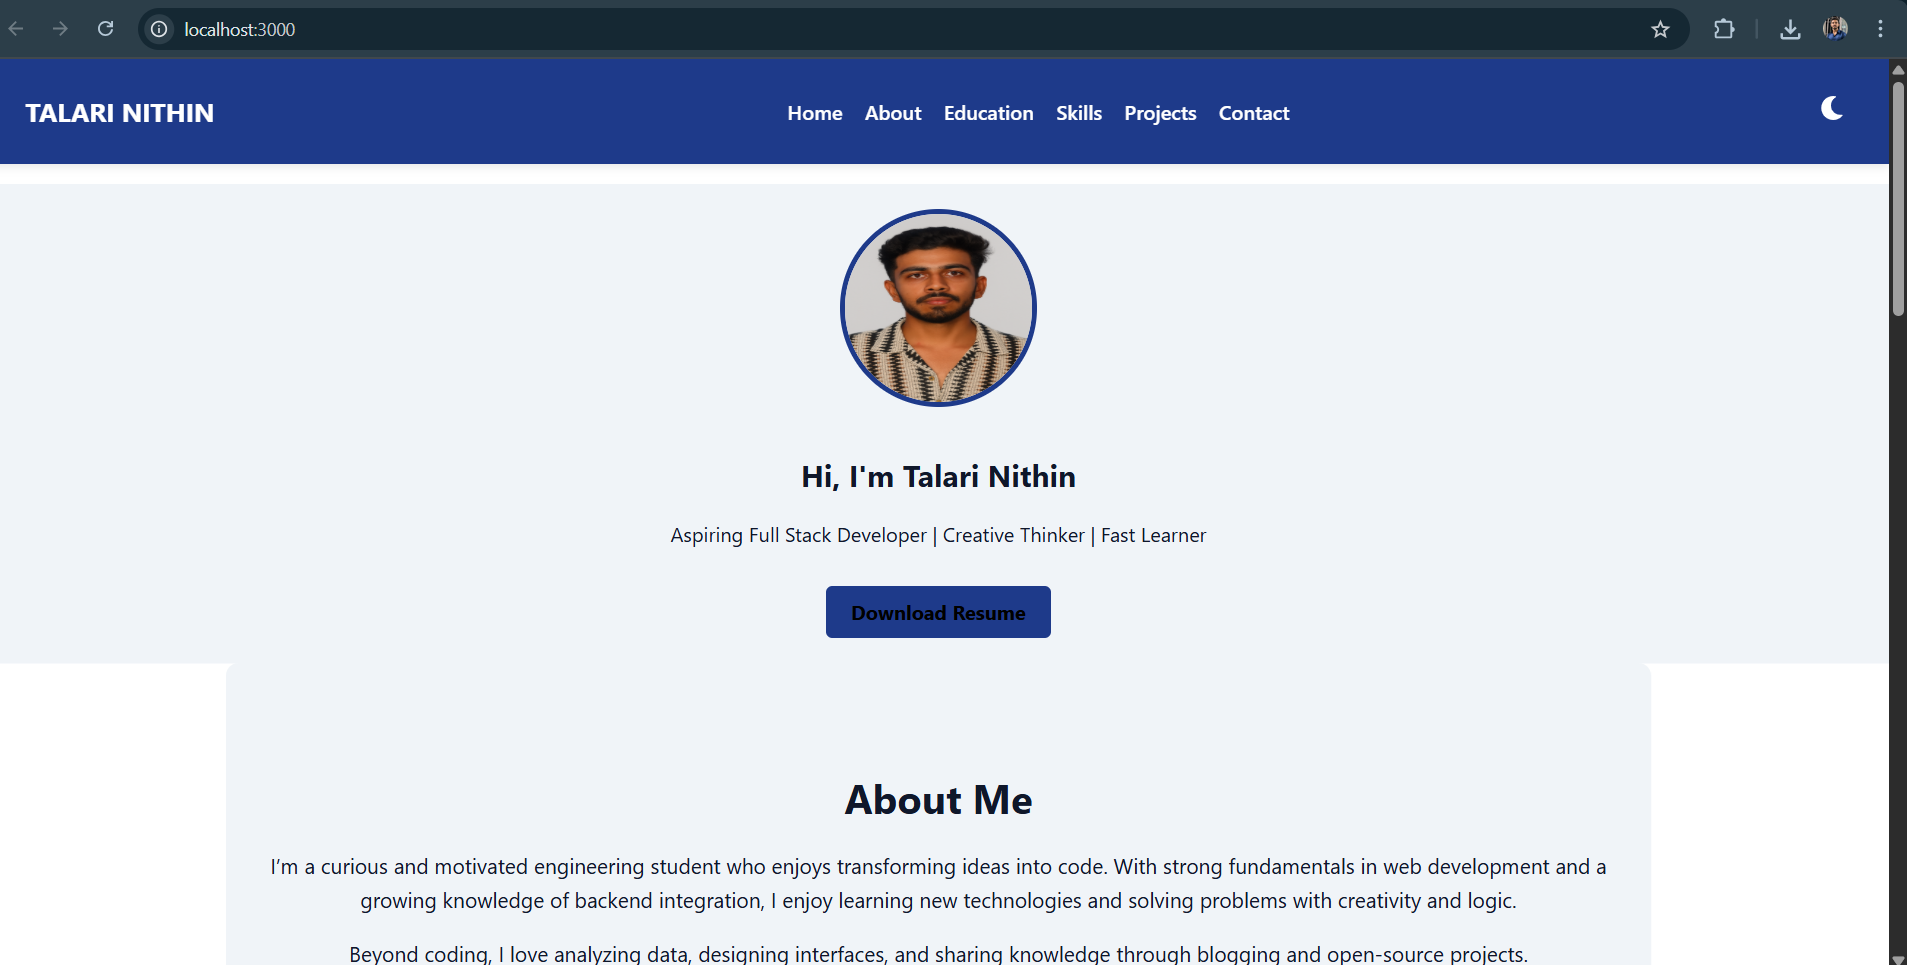 localhost:3000
TALARI NITHIN
Home About Education Skills Projects Contact
Hi, I'm Talari Nithin
Aspiring Full Stack Developer | Creative Thinker | Fast Learner
Download Resume
About Me
I’m a curious and motivated engineering student who enjoys transforming ideas into code. With strong fundamentals in web development and a
growing knowledge of backend integration, I enjoy learning new technologies and solving problems with creativity and logic.
Beyond coding, I love analyzing data, designing interfaces, and sharing knowledge through blogging and open-source projects.